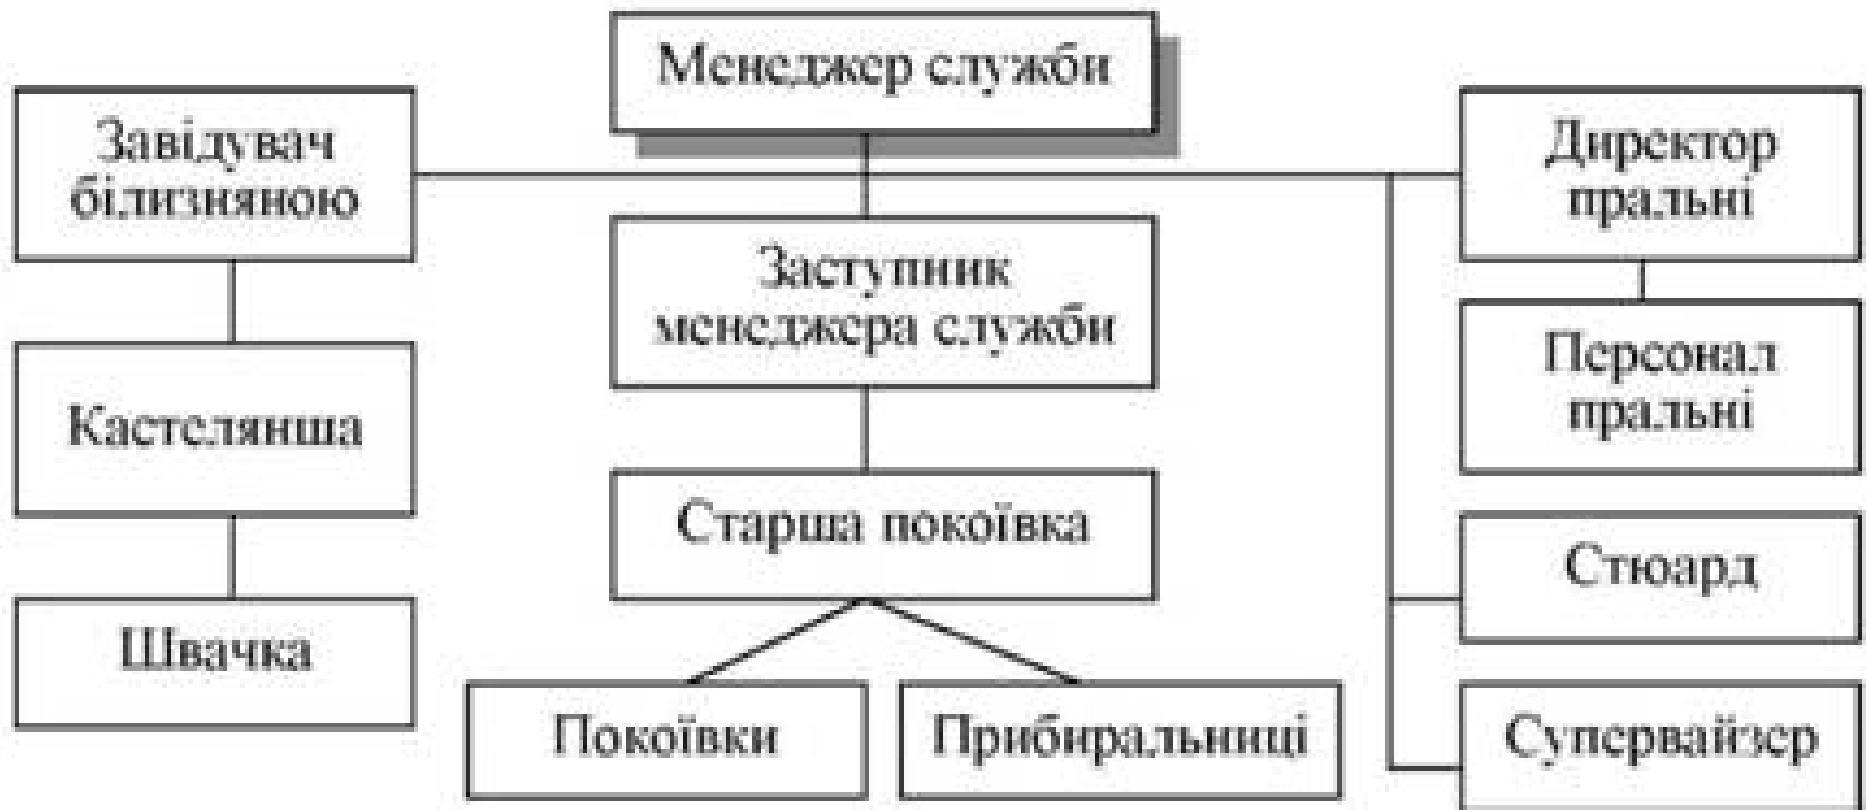 Менеджер служби
Завідувач
білизняною
Директор
пральні
Заступник
менеджера служби
Персонал
пральні
Кастелянша
Старша покоївка
Стюард
Швачка
Покоївки
Прибиральниці
Супервайзер